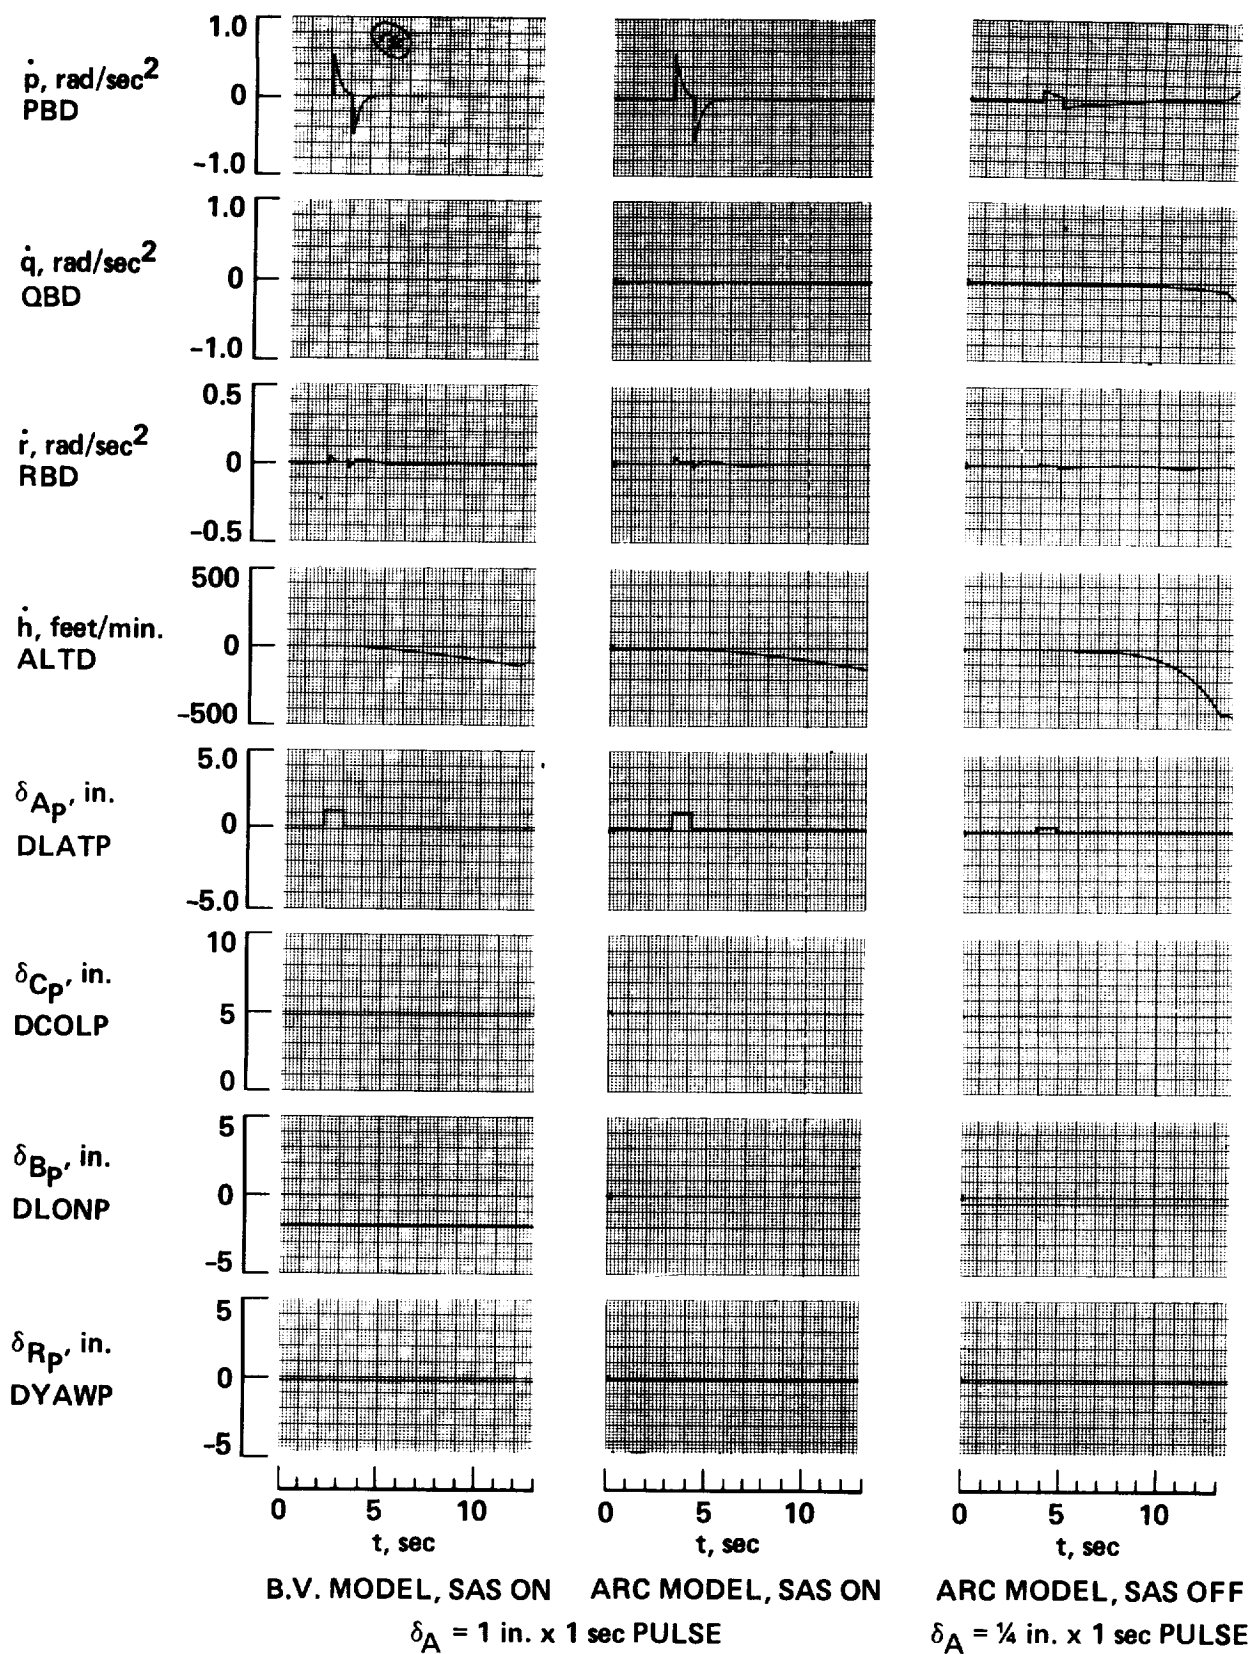 1.0
ṗ, rad/sec2
PBD
0
−1.0
1.0
q̇, rad/sec2
QBD
0
−1.0
0.5
ṙ, rad/sec2
RBD
0
−0.5
500
ḣ, feet/min.
ALTD
0
−500
5.0
δAP, in.
DLATP
0
−5.0
10
δCP, in.
DCOLP
5
0
5
δBP, in.
DLONP
0
−5
5
δRP, in.
DYAWP
0
−5
0 5 10 0 5 10 0 5 10
t, sec t, sec t, sec
B.V. MODEL, SAS ON ARC MODEL, SAS ON ARC MODEL, SAS OFF
δA = 1 in. x 1 sec PULSE δA = ¼ in. x 1 sec PULSE